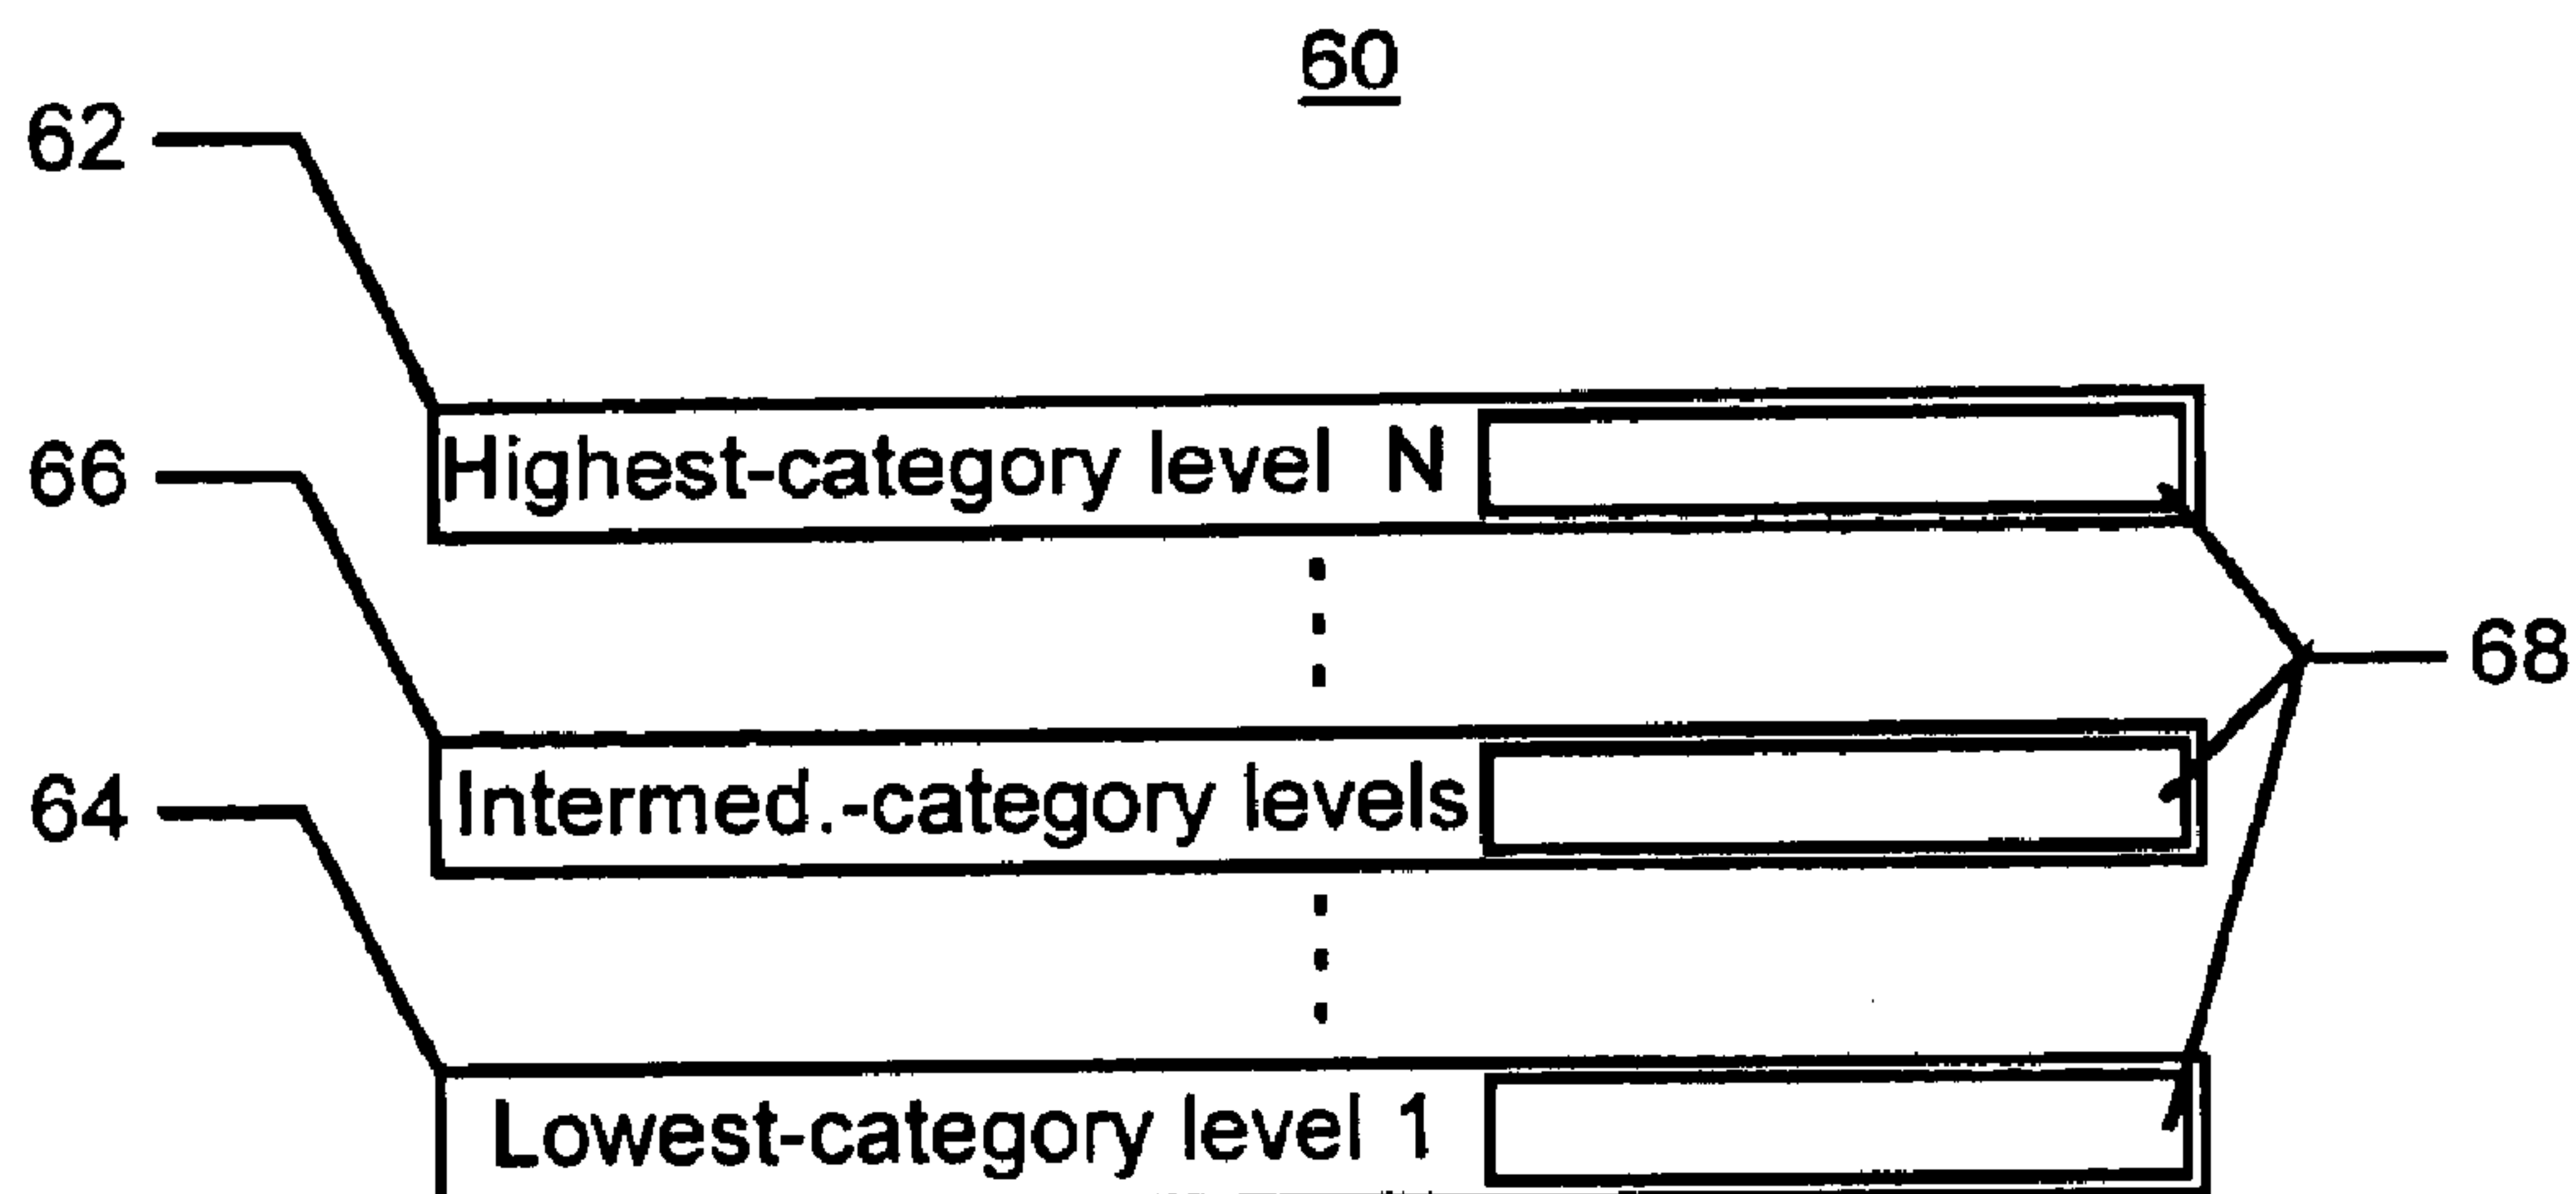 60
62
Highest-category level N
66
68
Intermed.-category levels
64
Lowest-category level 1